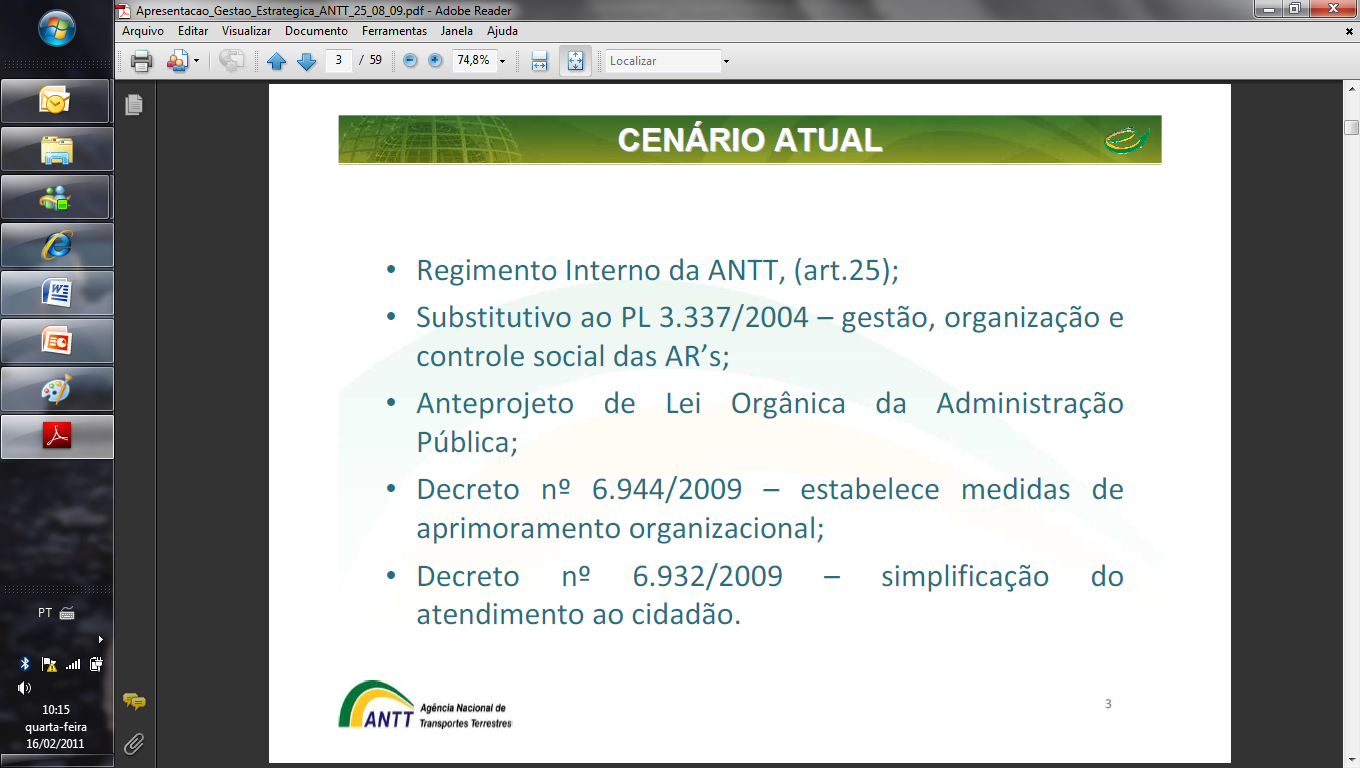 Apresentacao_Gestao_Estrategica_ANTT_25_08_09.pdf - Adobe Reader
Arquivo Editar Visualizar Documento Ferramentas Janela Ajuda
3 / 59 74,8% Localizar
CENÁRIO ATUAL
• Regimento Interno da ANTT, (art.25);
• Substitutivo ao PL 3.337/2004 – gestão, organização e
controle social das AR’s;
• Anteprojeto de Lei Orgânica da Administração
Pública;
• Decreto nº 6.944/2009 – estabelece medidas de
aprimoramento organizacional;
• Decreto nº 6.932/2009 – simplificação do
atendimento ao cidadão.
ANTT
Agência Nacional de
Transportes Terrestres
3
PT
10:15
quarta-feira
16/02/2011